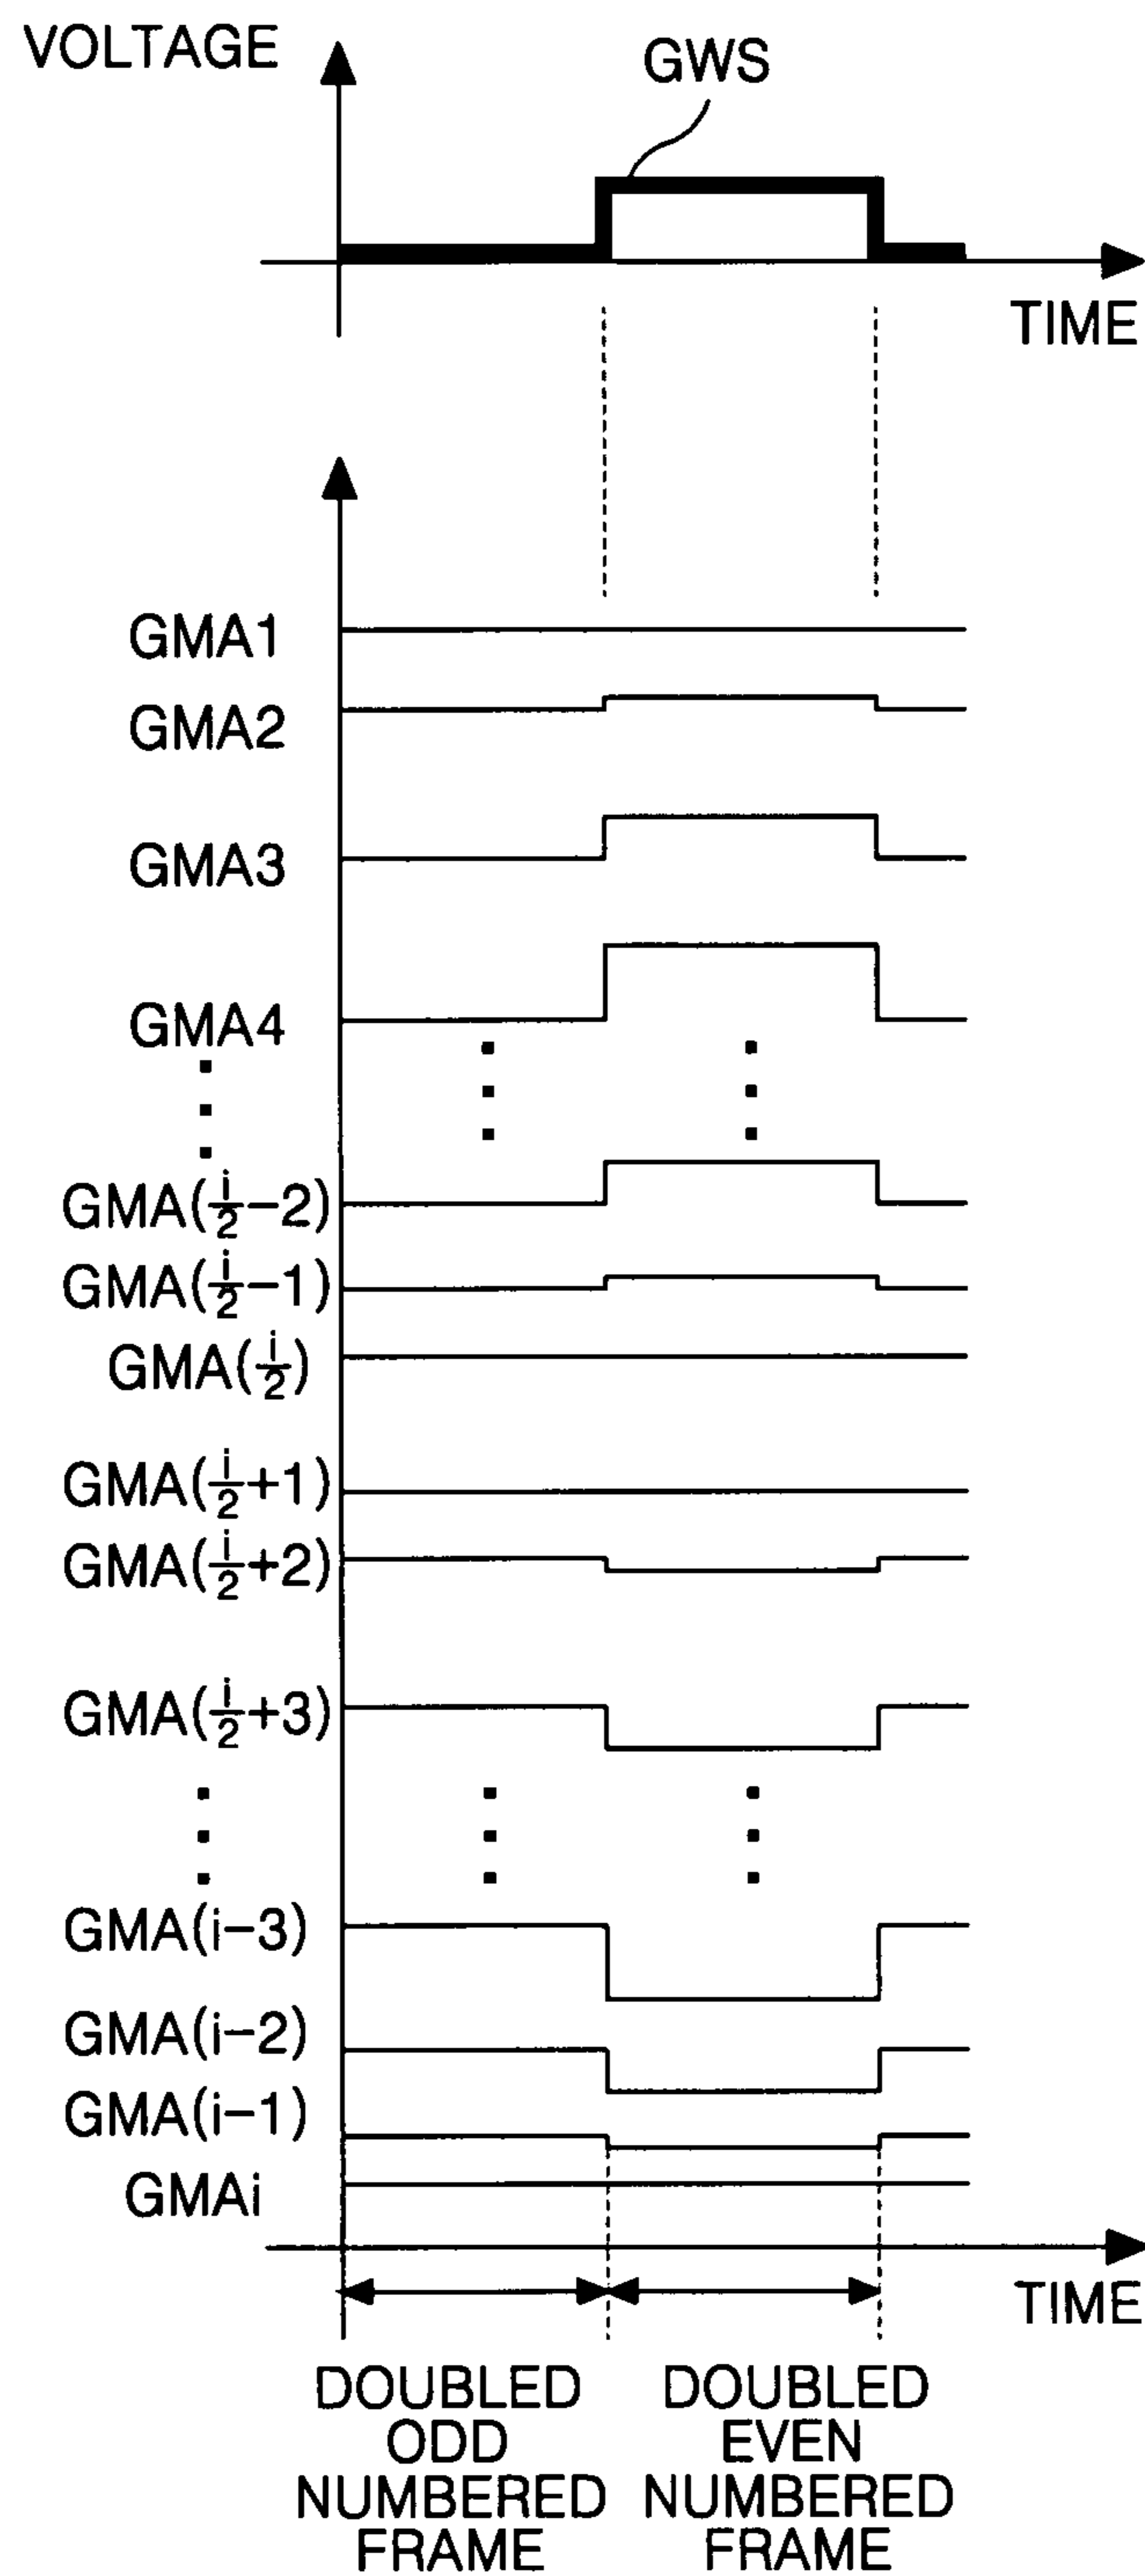 VOLTAGE
GWS
TIME
GMA1
GMA2
GMA3
GMA4
GMA(i/2-2)
GMA(i/2-1)
GMA(i/2)
GMA(i/2+1)
GMA(i/2+2)
GMA(i/2+3)
GMA(i-3)
GMA(i-2)
GMA(i-1)
GMAi
TIME
DOUBLED
ODD
NUMBERED
FRAME
DOUBLED
EVEN
NUMBERED
FRAME